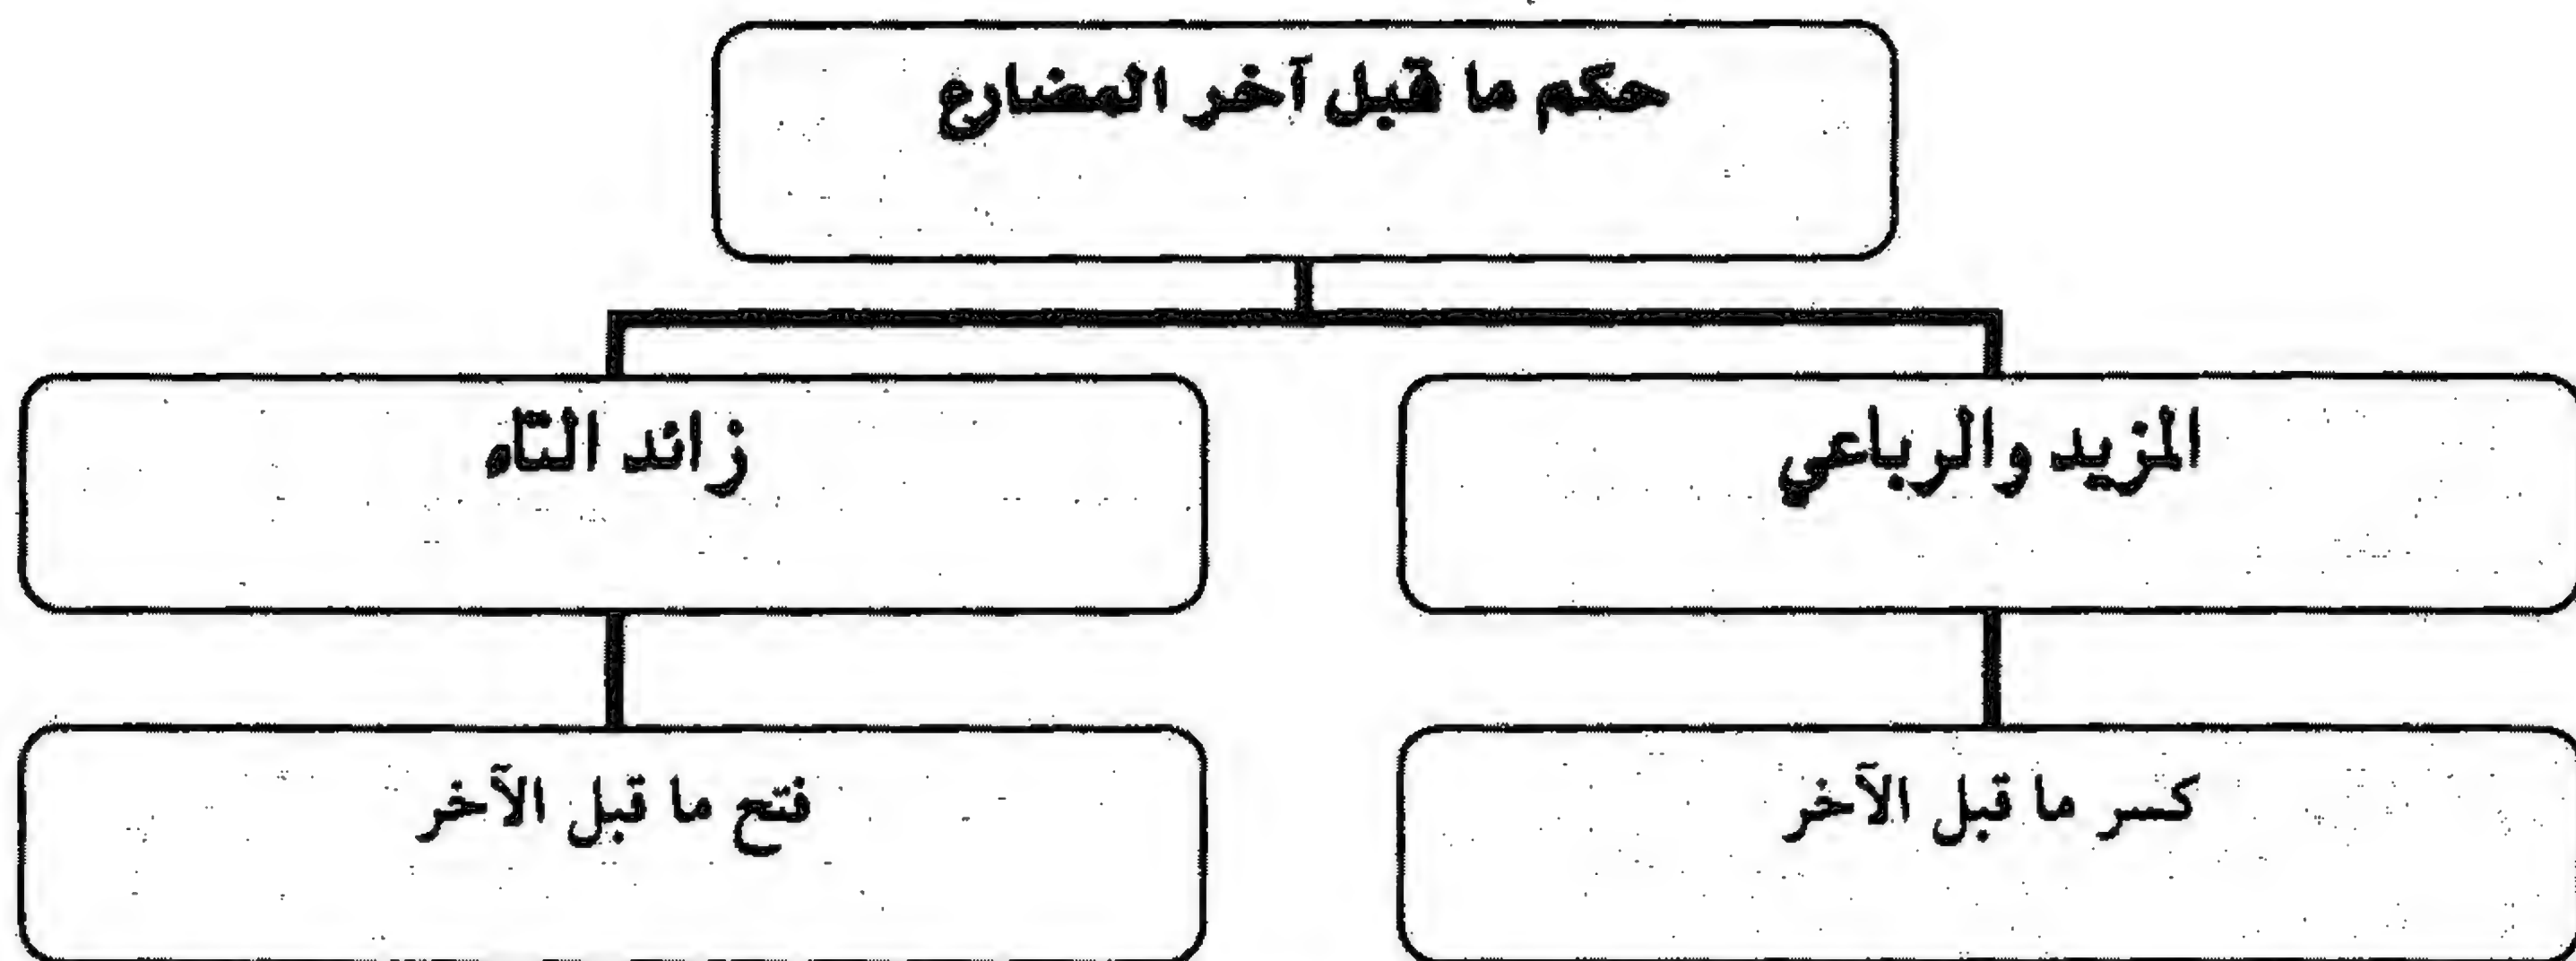 حكم ما قبل آخر المضارع
المزيد والرباعي
زائد التاء
كسر ما قبل الآخر
فتح ما قبل الآخر